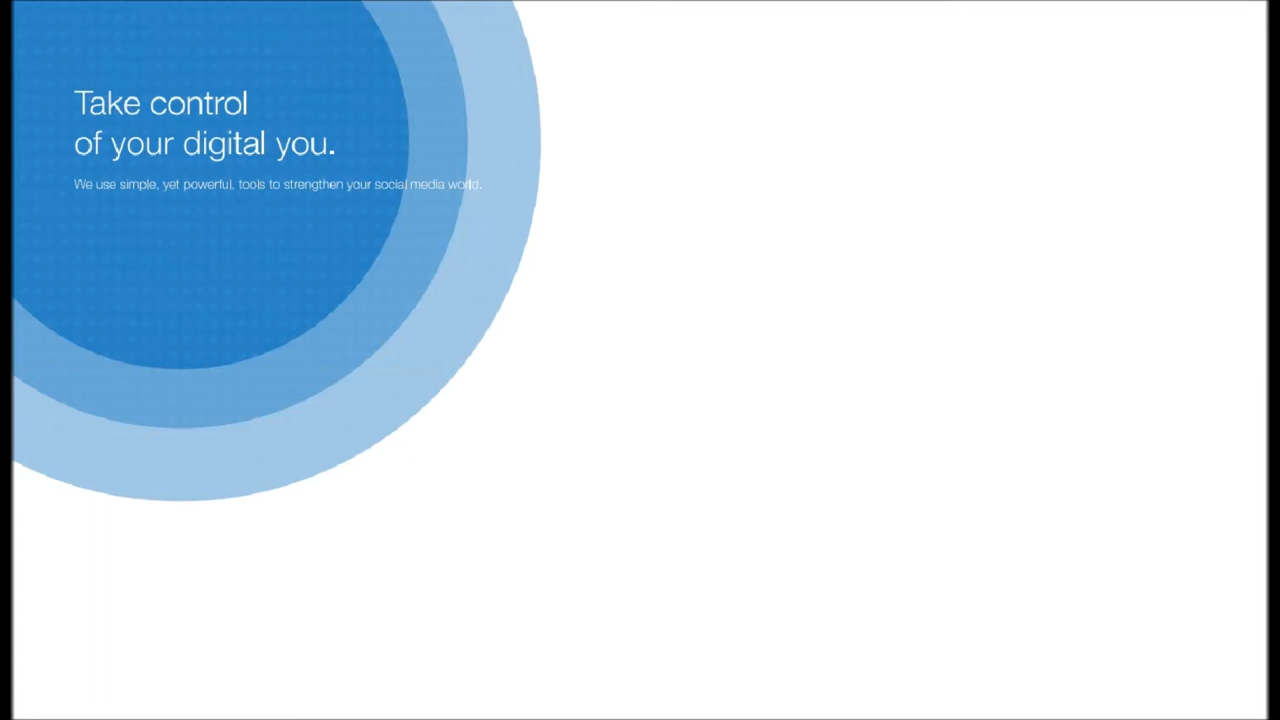 Take control
of your digital you.
We use simple, yet powerful, tools to strengthen your social media world.